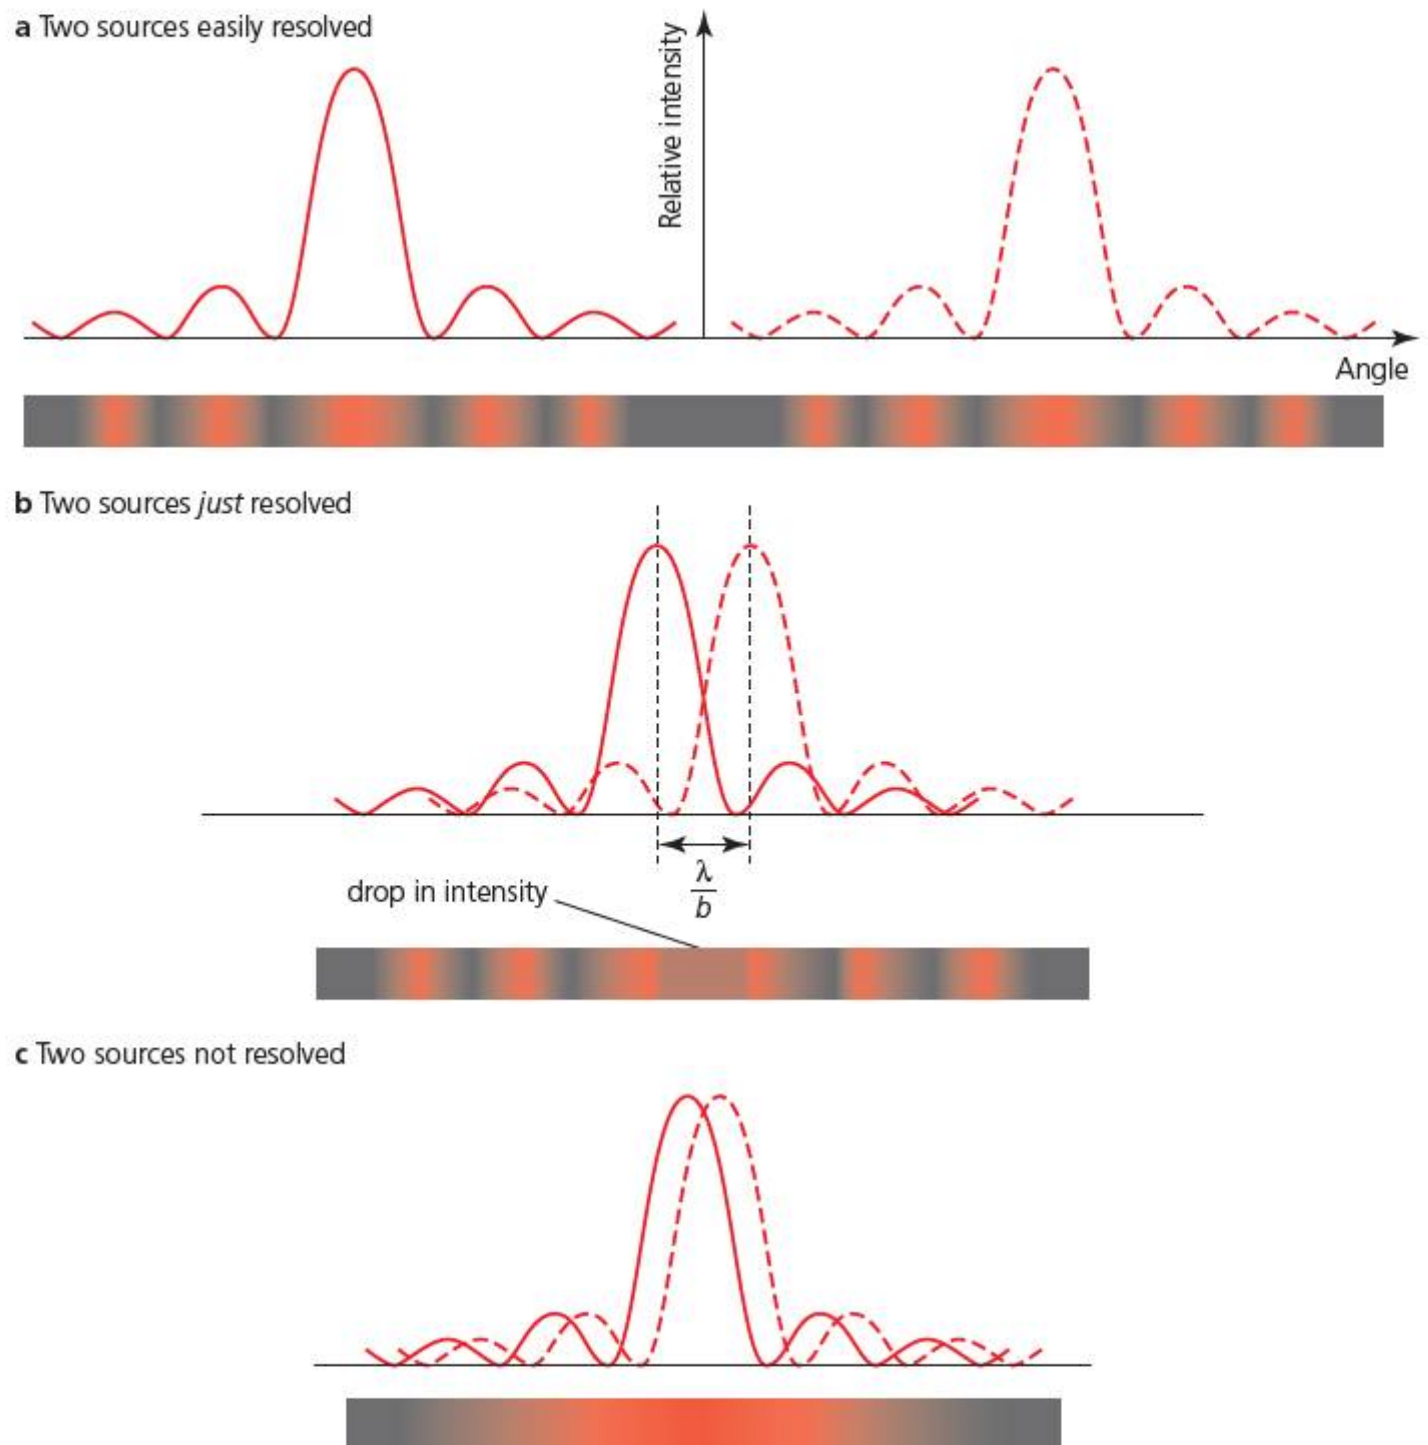 a Two sources easily resolved
Relative intensity
Angle
b Two sources just resolved
λ
b
drop in intensity
c Two sources not resolved